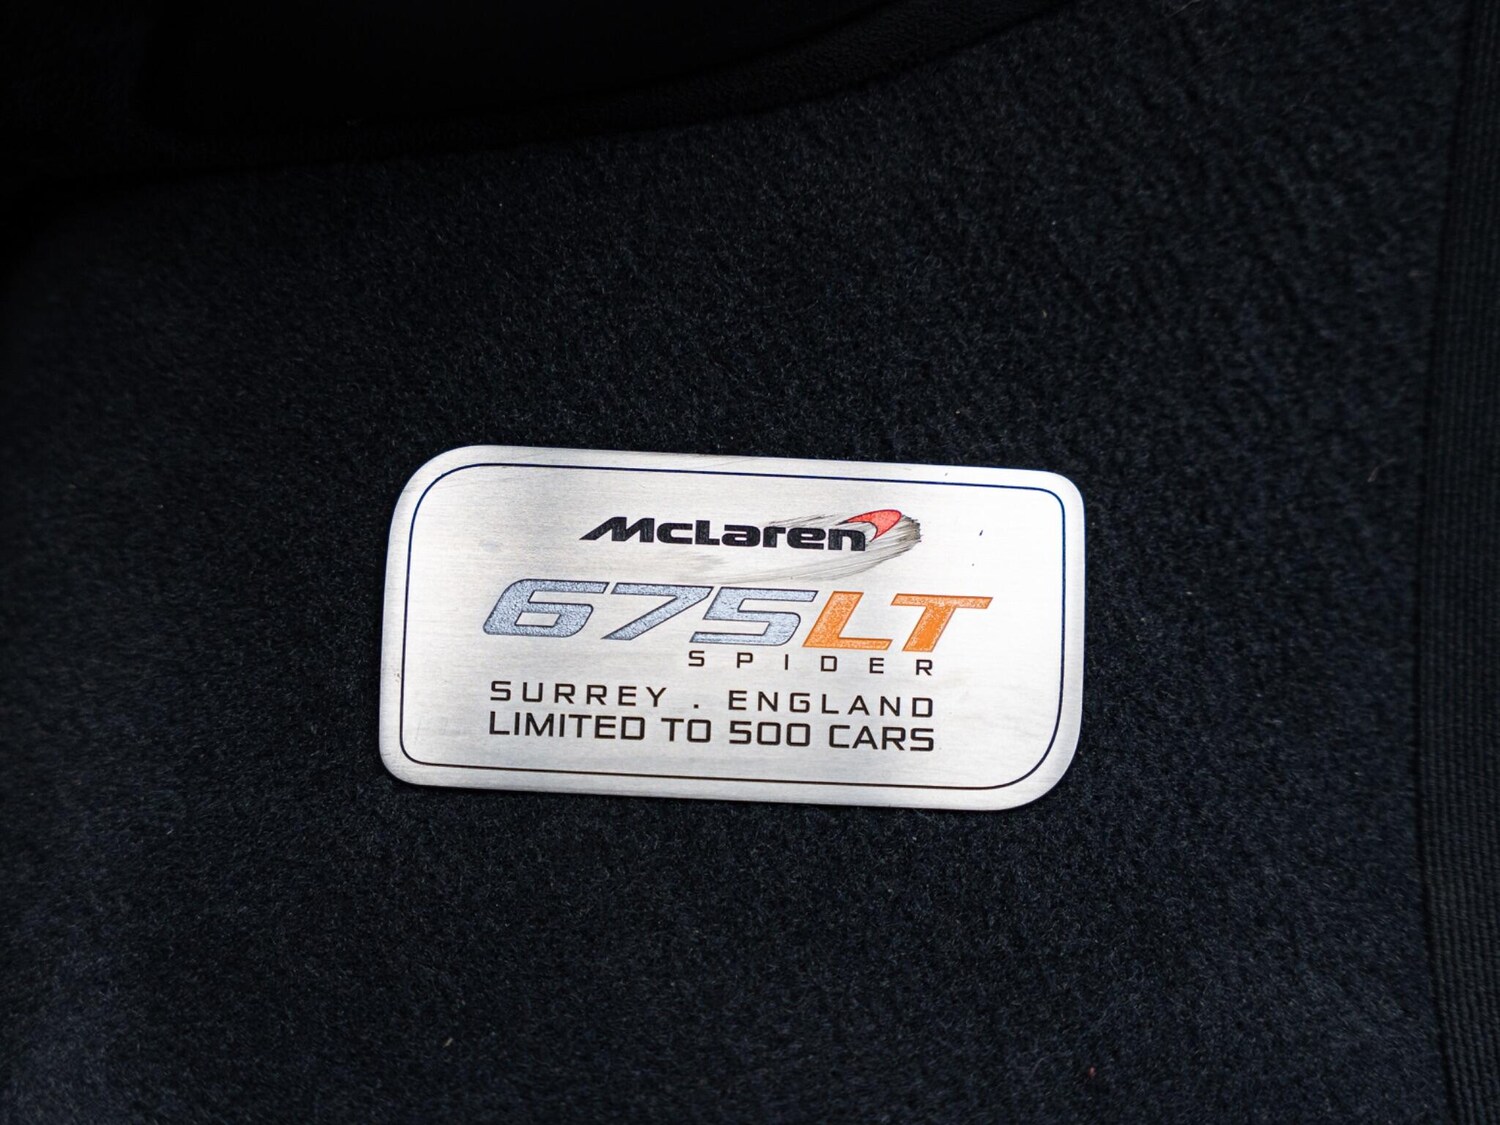 McLaren
675LT
SPIDER
SURREY . ENGLAND
LIMITED TO 500 CARS